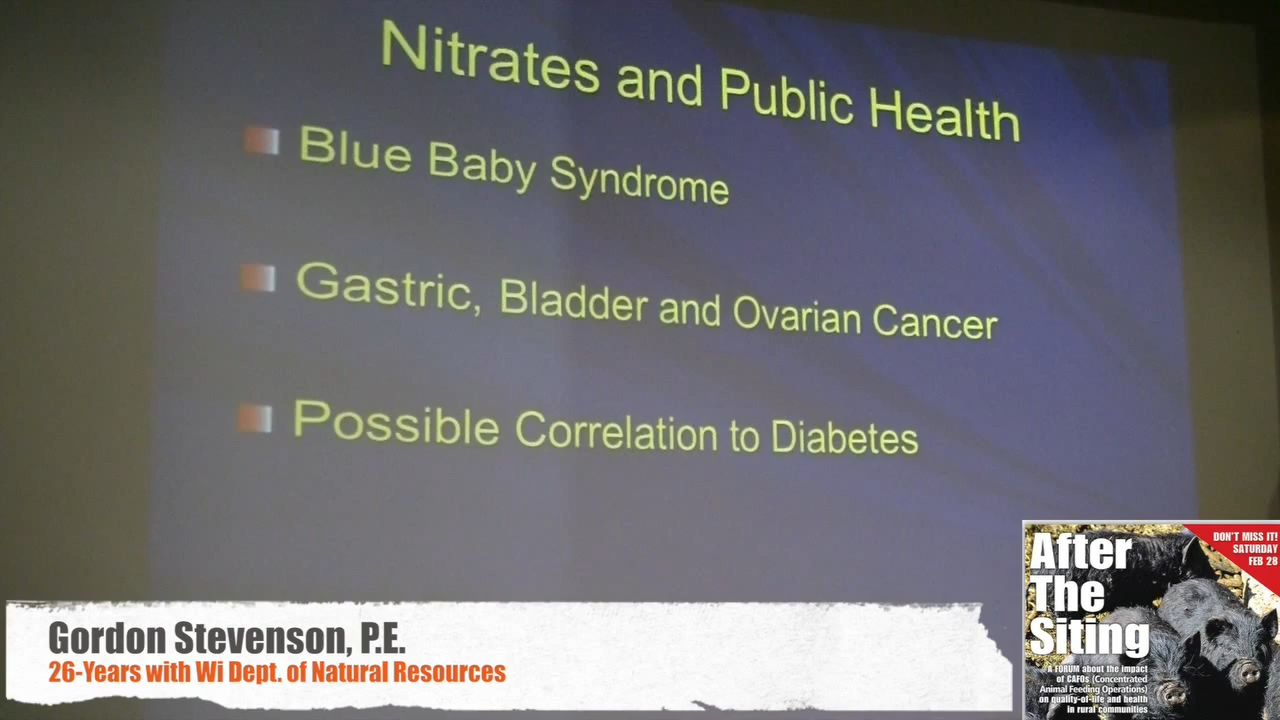 Nitrates and Public Health
Blue Baby Syndrome
Gastric, Bladder and Ovarian Cancer
Possible Correlation to Diabetes
Gordon Stevenson, P.E.
26-Years with Wi Dept. of Natural Resources
DON'T MISS IT!
SATURDAY
FEB 28
After
The
Siting
A FORUM about the impact
of CAFOs (Concentrated
Animal Feeding Operations)
on quality-of-life and health
in rural communities